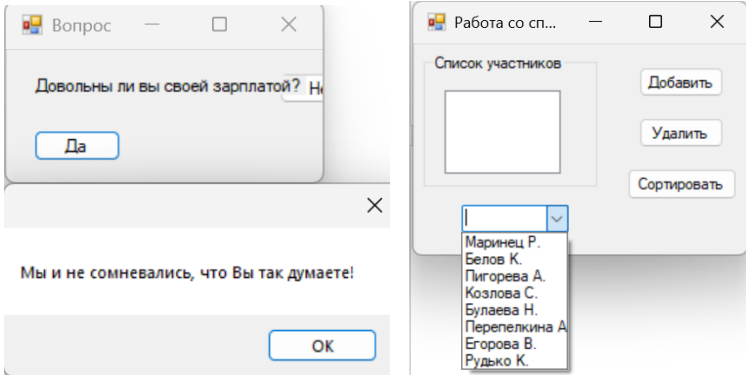 Вопрос
Довольны ли вы своей зарплатой?
Да
Мы и не сомневались, что Вы так думаете!
OK
Работа со сп...
Список участников
Добавить
Удалить
Сортировать
Маринец Р.
Белов К.
Пигорева А.
Козлова С.
Булаева Н.
Перепелкина А
Егорова В.
Рудько К.